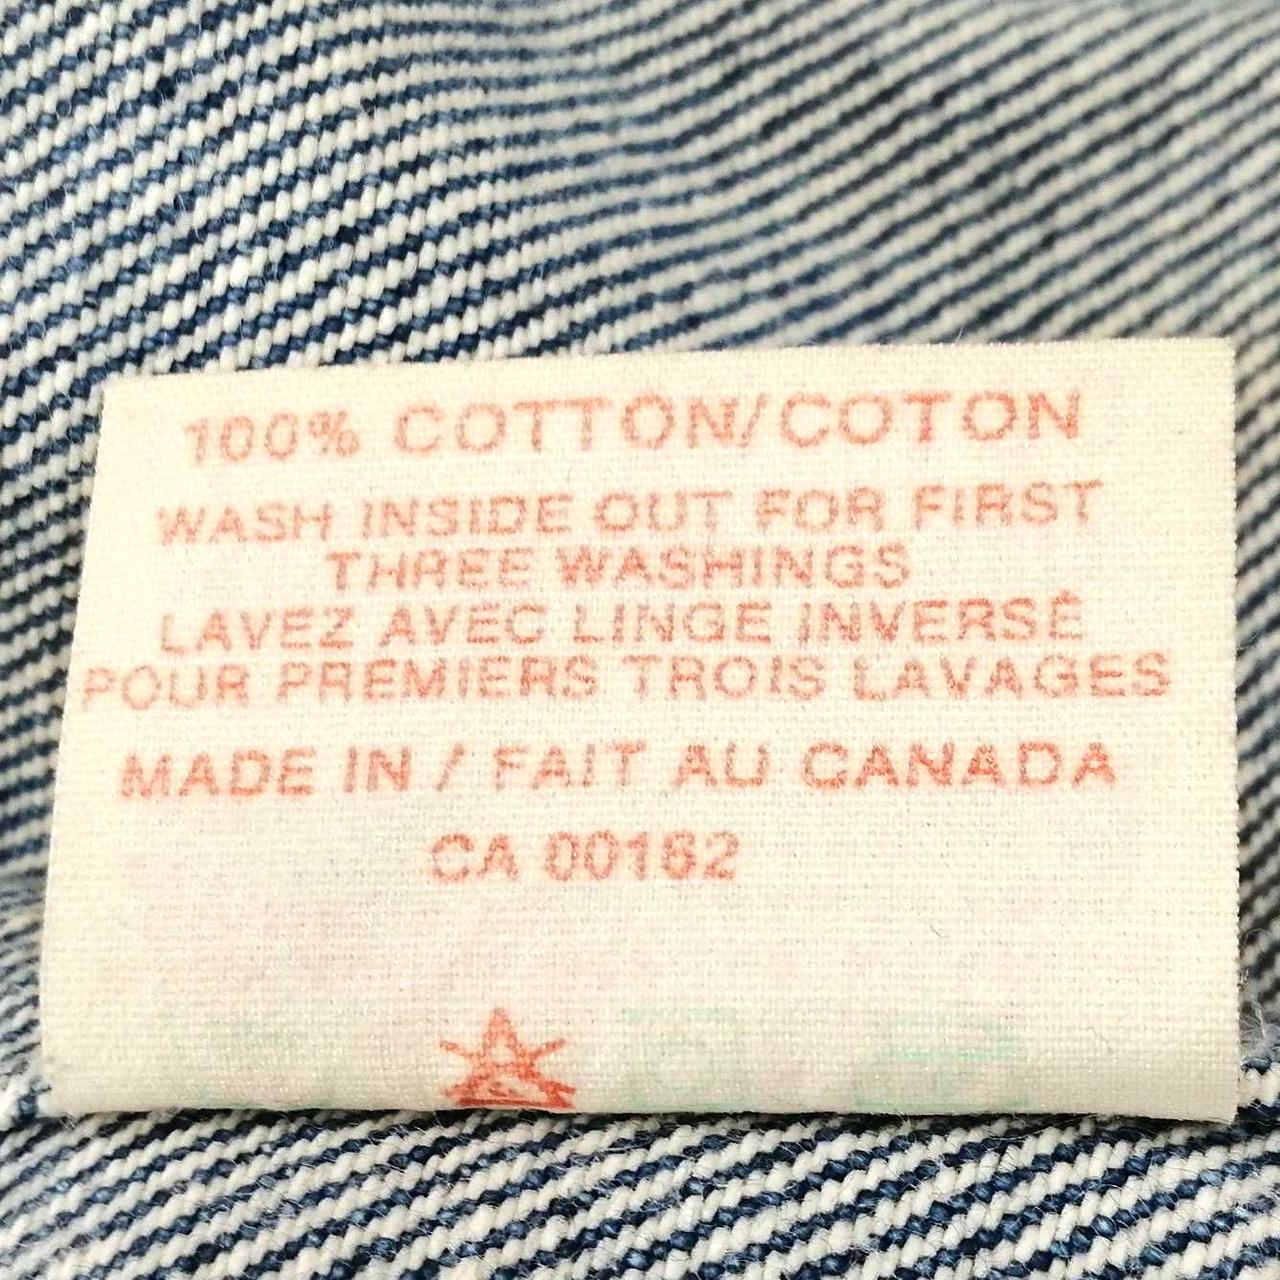 100% COTTON/COTON
WASH INSIDE OUT FOR FIRST
THREE WASHINGS
LAVEZ AVEC LINGE INVERSÉ
POUR PREMIERS TROIS LAVAGES
MADE IN / FAIT AU CANADA
CA 00162